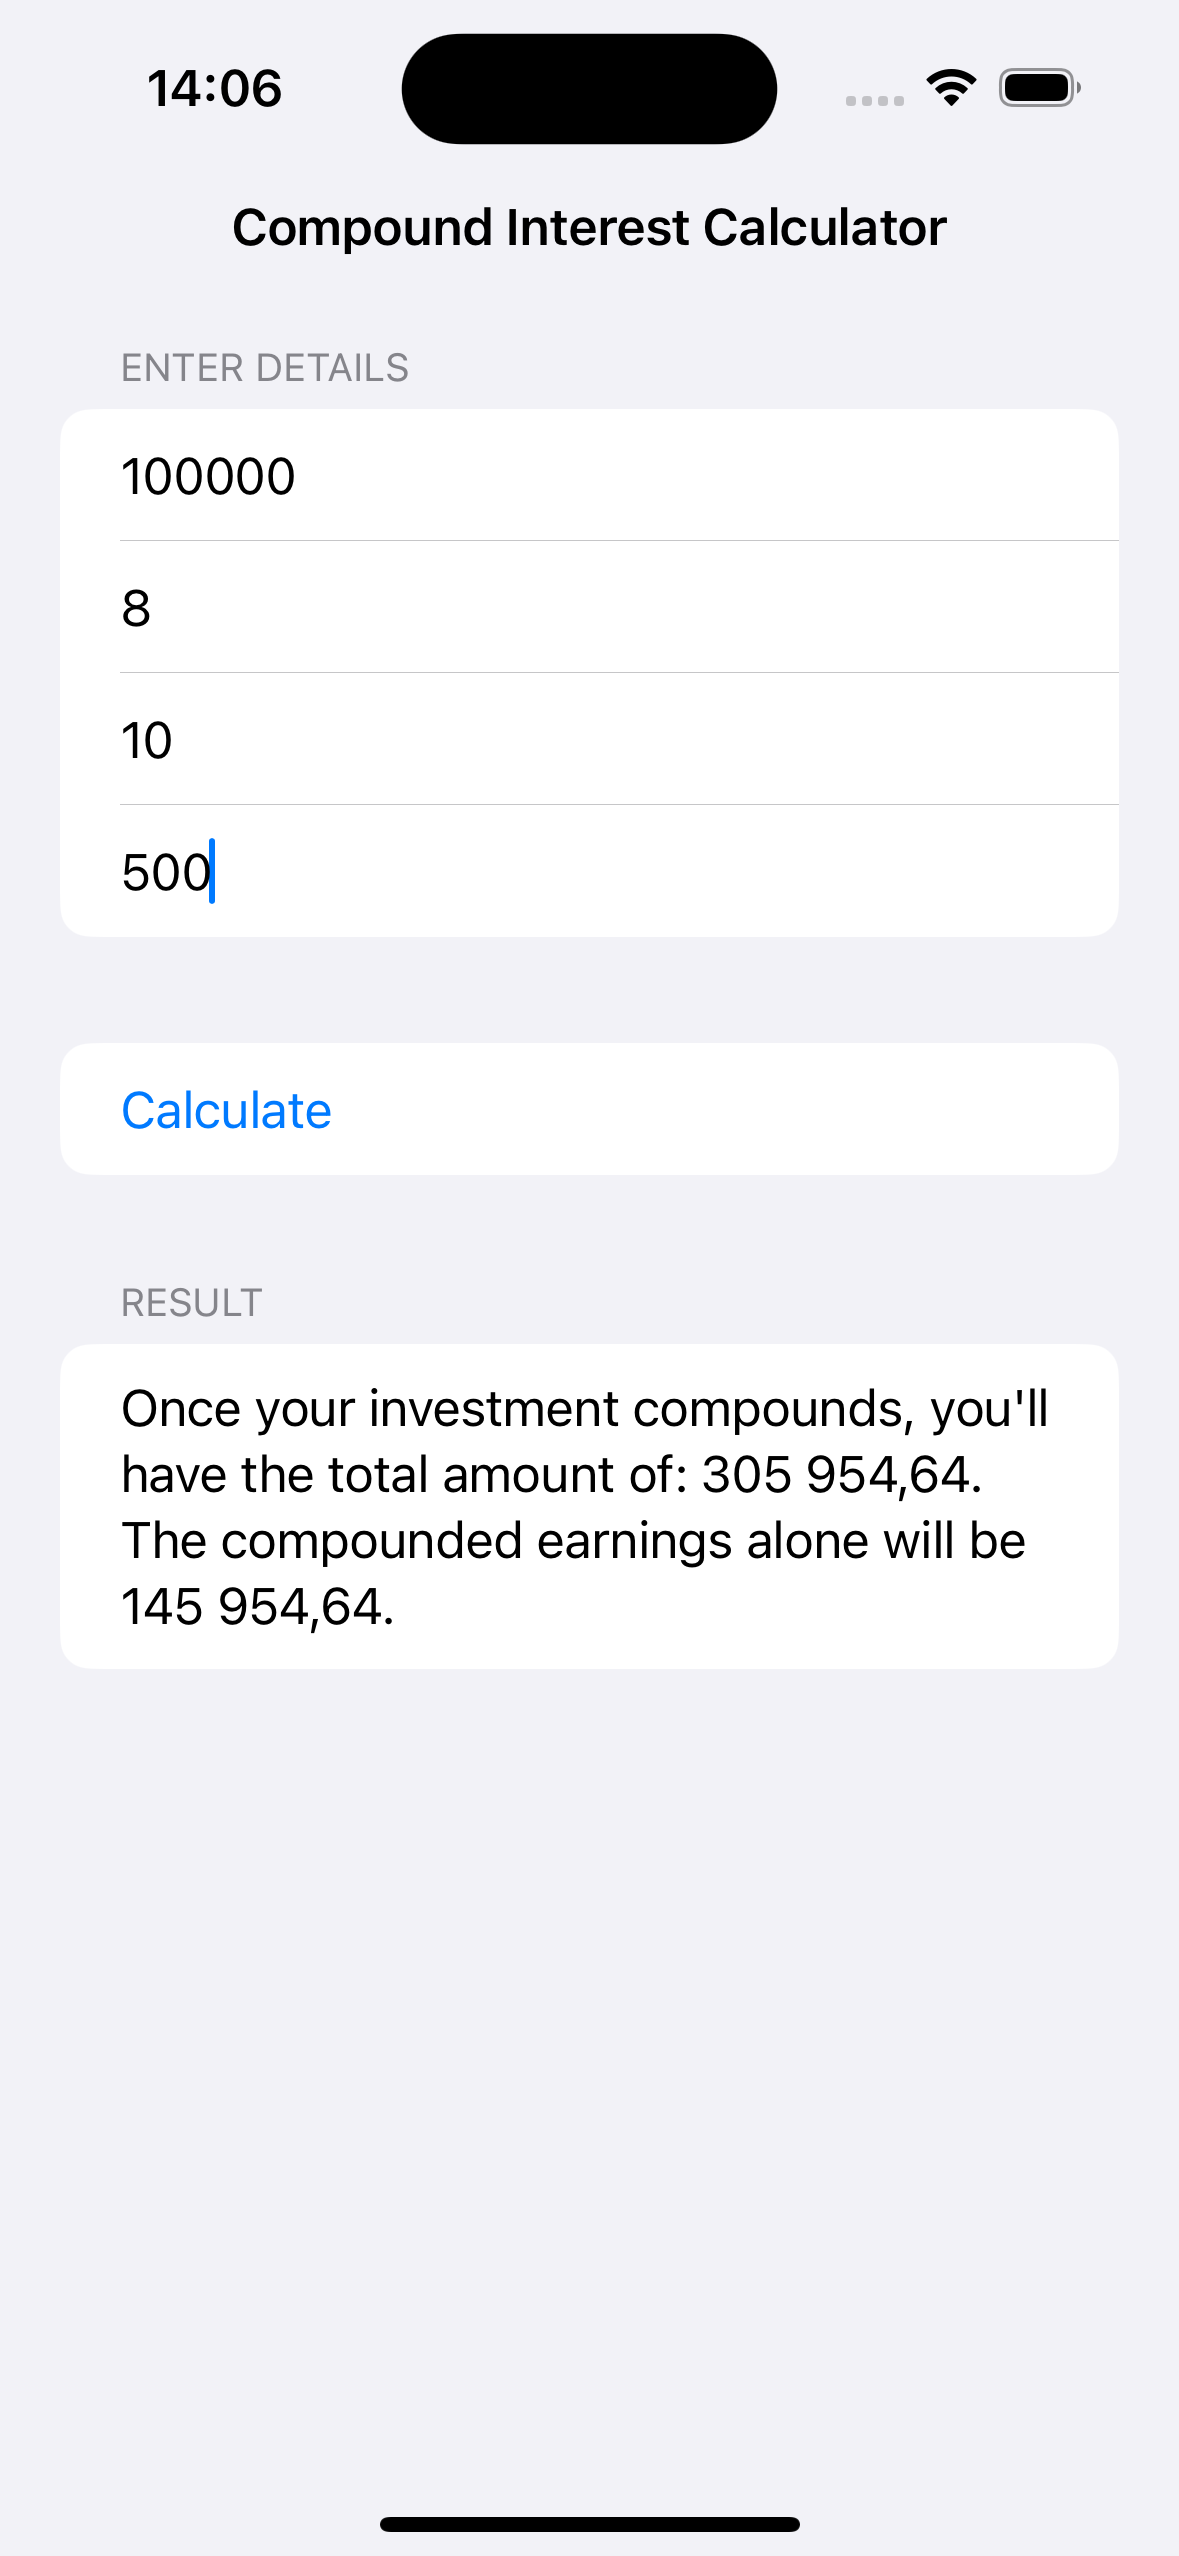 14:06
Compound Interest Calculator
ENTER DETAILS
100000
8
10
500
Calculate
RESULT
Once your investment compounds, you'll
have the total amount of: 305 954,64.
The compounded earnings alone will be
145 954,64.